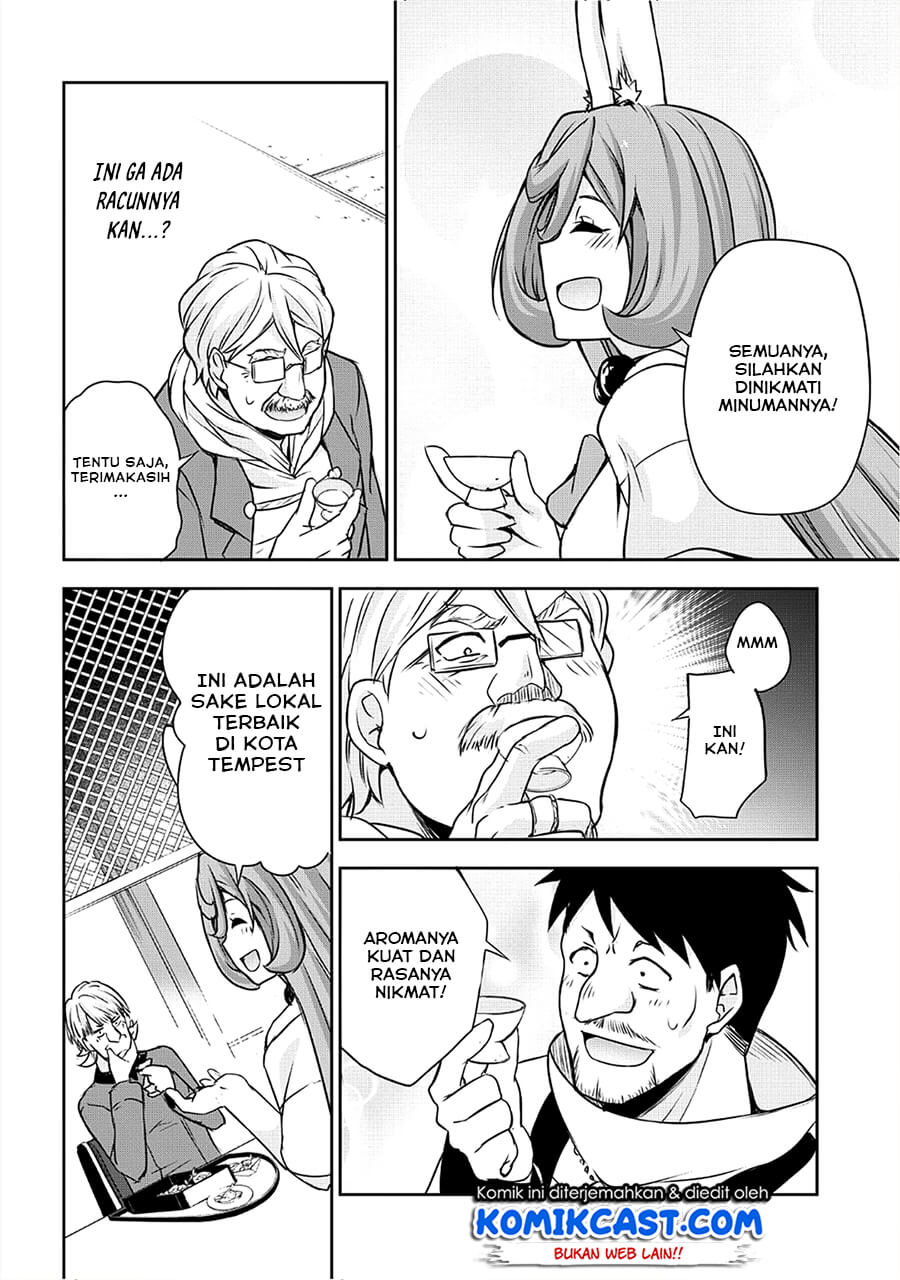 SEMUANYA,
SILAHKAN
DINIKMATI
MINUMANNYA!
INI GA ADA
RACUNNYA
KAN...?
TENTU SAJA,
TERIMAKASIH
...
MMM
INI
KAN!
AROMANYA
KUAT DAN
RASANYA
NIKMAT!
INI ADALAH
SAKE LOKAL
TERBAIK
DI KOTA
TEMPEST
Komik ini diterjemahkan & diedit oleh
KOMIKCAST.COM
BUKAN WEB LAIN!!